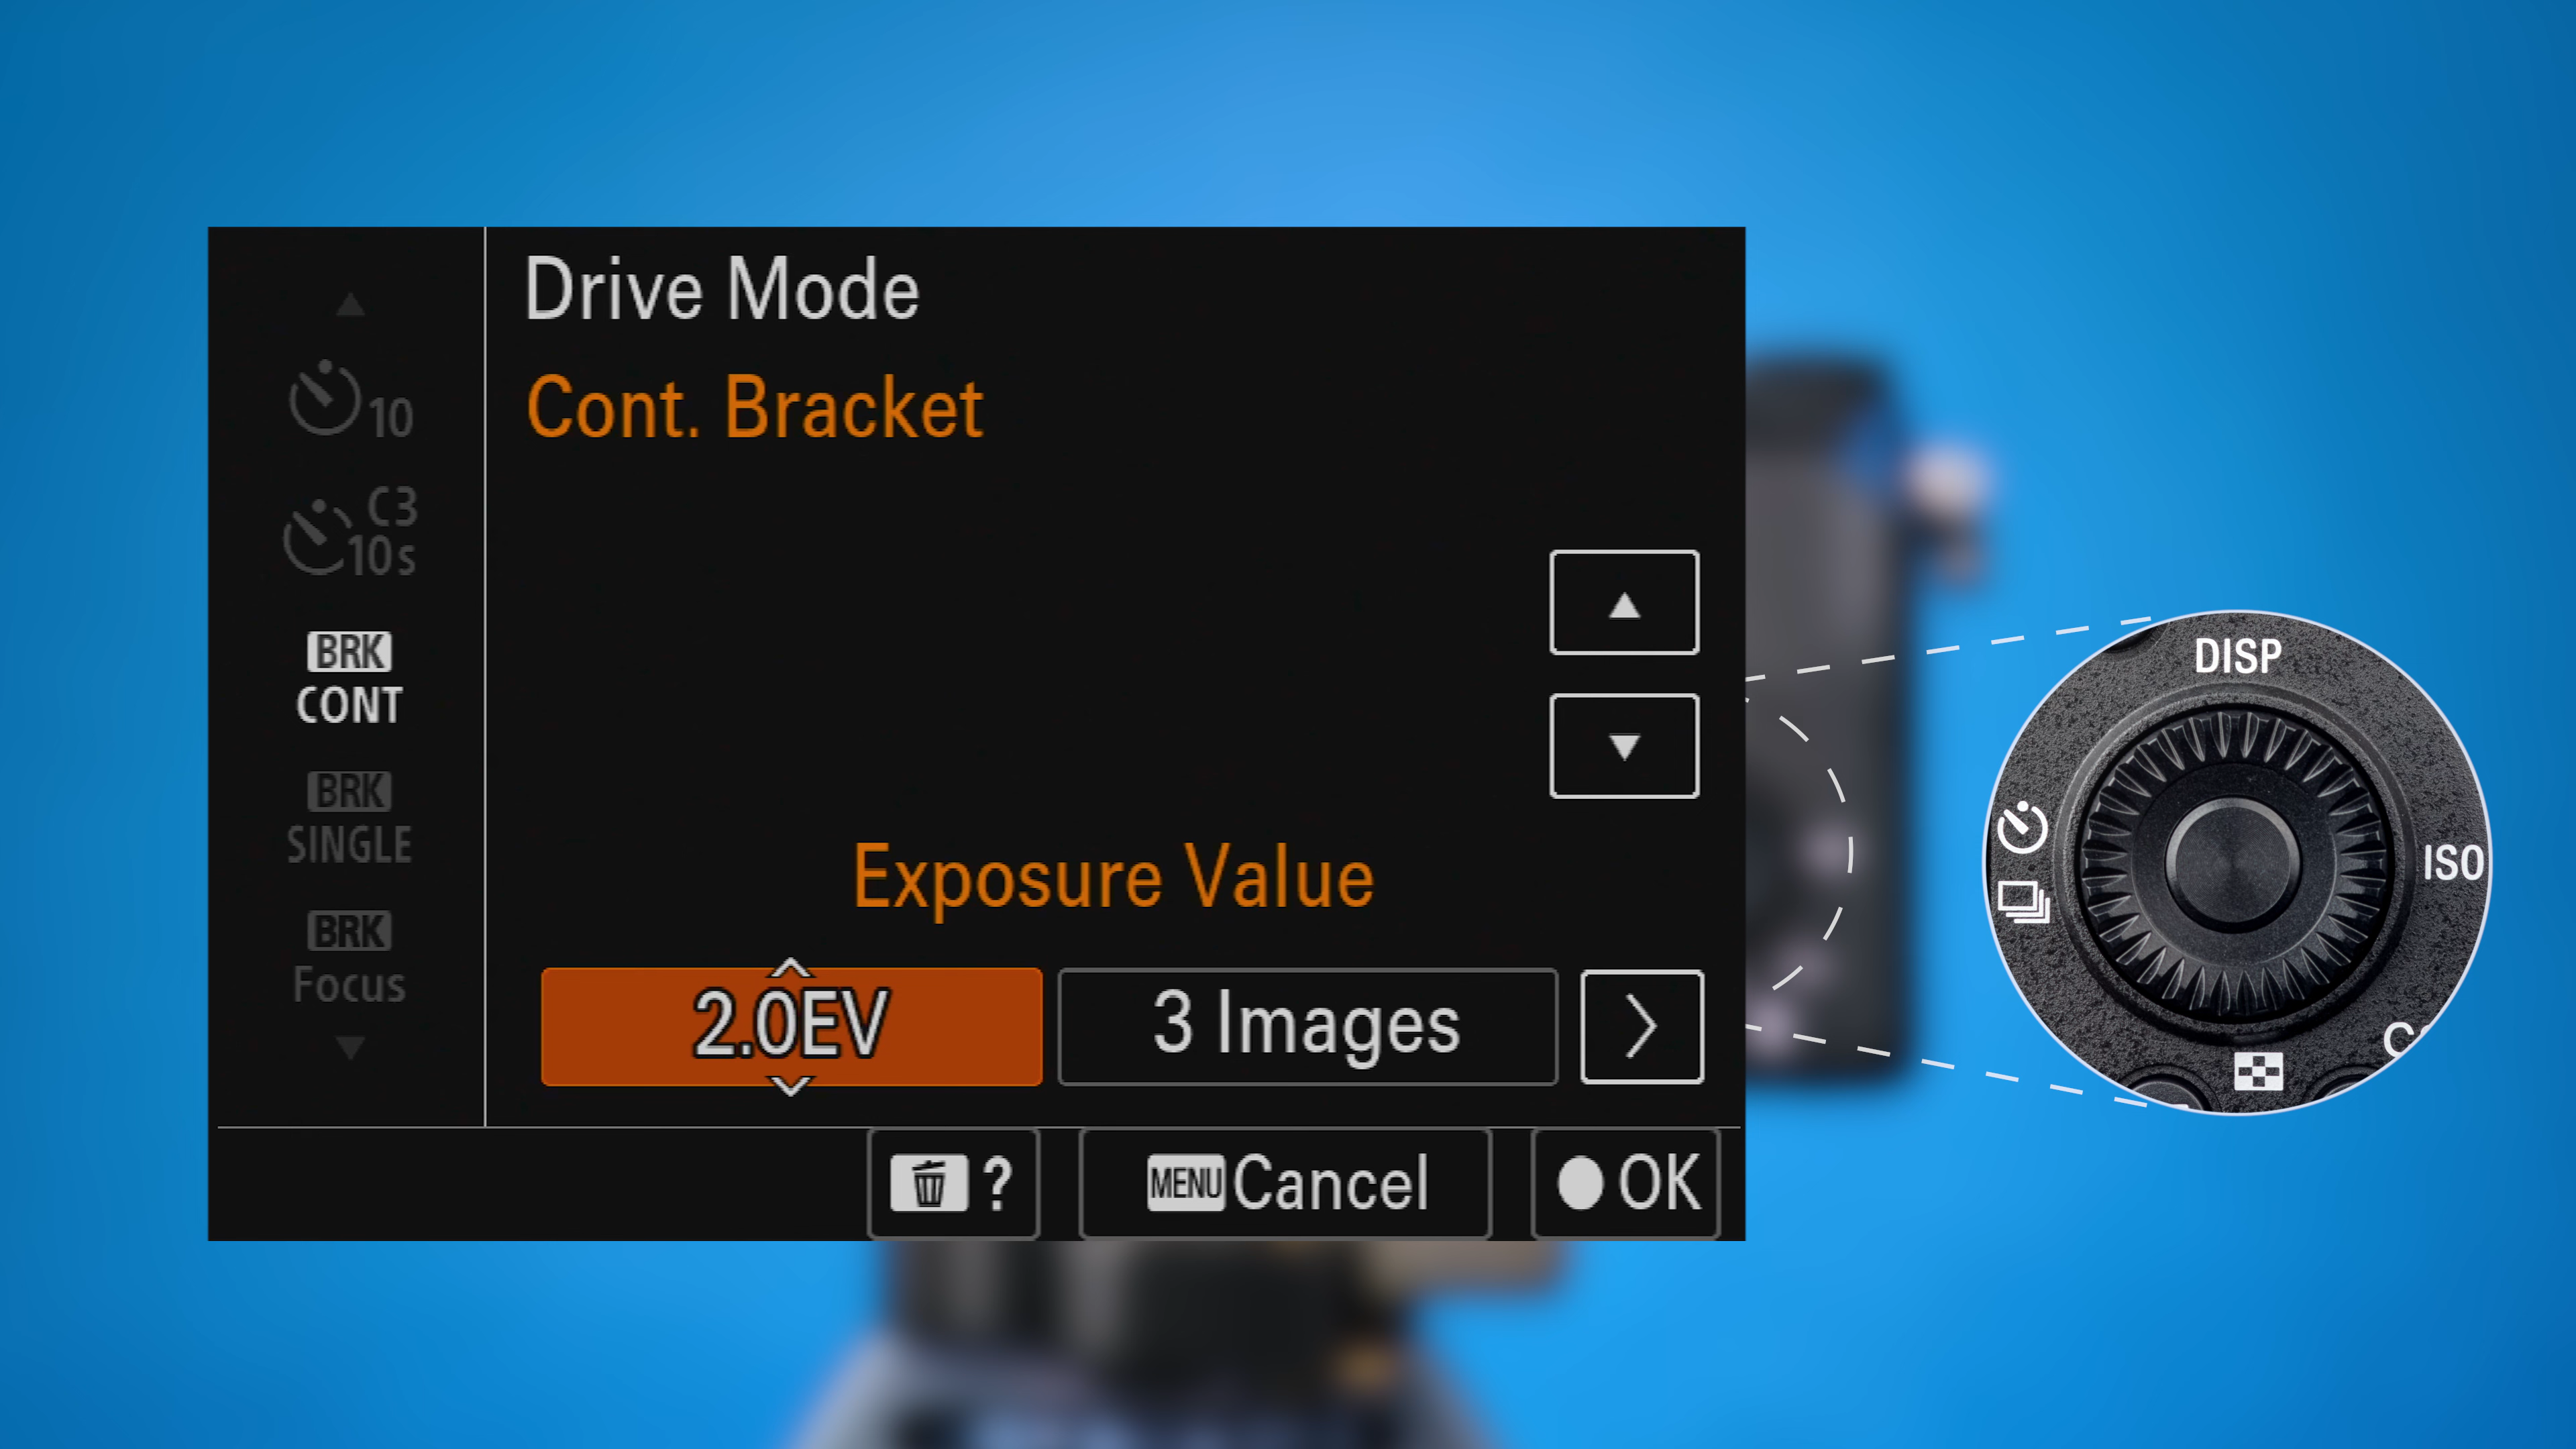 Drive Mode
Cont. Bracket
10
C3
10s
BRK
CONT
BRK
SINGLE
BRK
Focus
Exposure Value
2.0EV
3 Images
?
MENU Cancel
OK
DISP
ISO